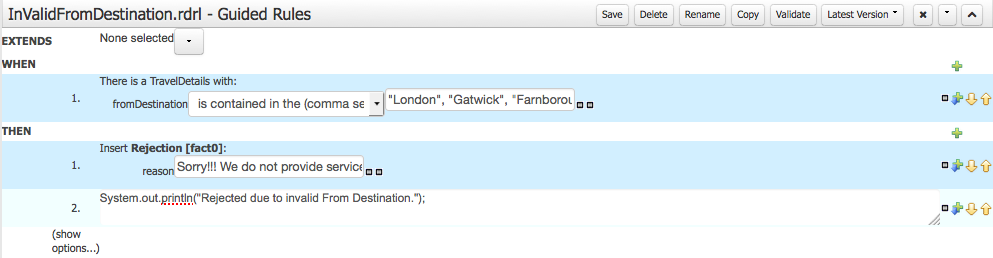 InValidFromDestination.rdrl - Guided Rules Save Delete Rename Copy Validate Latest Version
EXTENDS None selected
WHEN
There is a TravelDetails with:
1. fromDestination is contained in the (comma se "London", "Gatwick", "Farnborou
THEN
Insert Rejection [fact0]:
1. reason Sorry!!! We do not provide service
2. System.out.println("Rejected due to invalid From Destination.");
(show
options...)